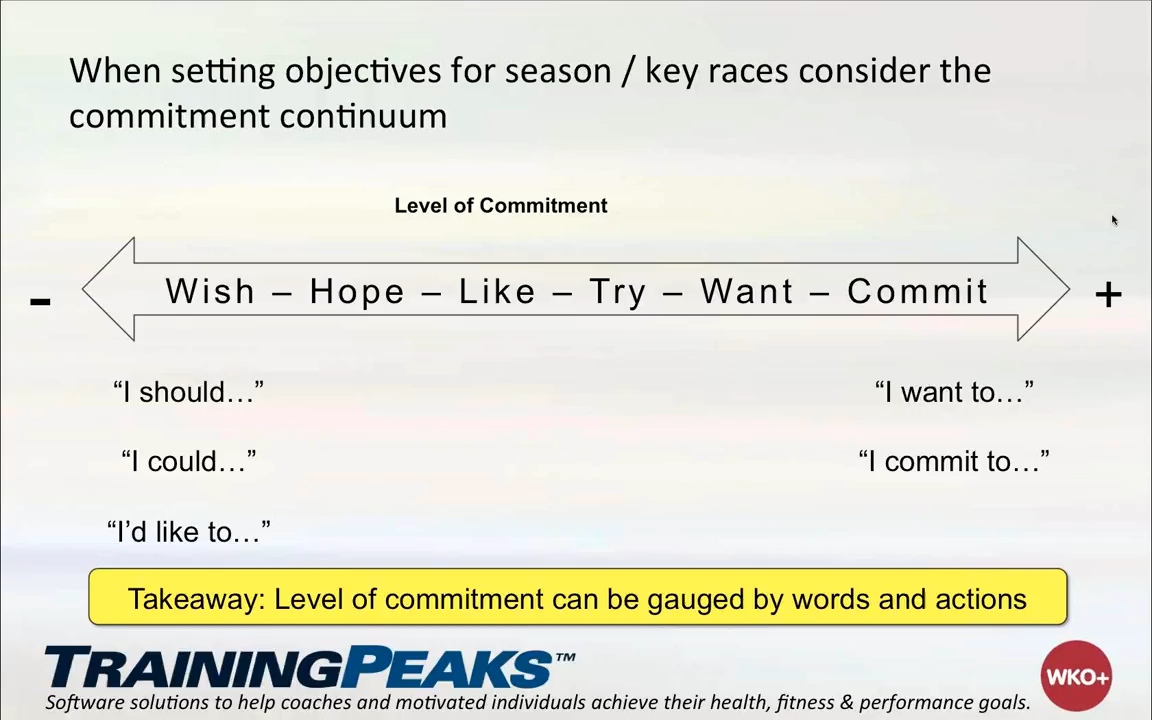 When setting objectives for season / key races consider the
commitment continuum
Level of Commitment
- Wish – Hope – Like – Try – Want – Commit +
“I should…” “I want to…”
“I could…” “I commit to…”
“I’d like to…”
Takeaway: Level of commitment can be gauged by words and actions
TRAININGPEAKS™
WKO+
Software solutions to help coaches and motivated individuals achieve their health, fitness & performance goals.